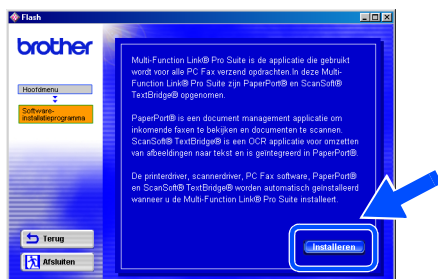 Flash
brother
Hoofdmenu
Software-
installatieprogramma
Multi-Function Link® Pro Suite is de applicatie die gebruikt
wordt voor alle PC Fax verzend opdrachten.In deze Multi-
Function Link® Pro Suite zijn PaperPort® en ScanSoft®
TextBridge® opgenomen.
PaperPort® is een document management applicatie om
inkomende faxen te bekijken en documenten te scannen.
ScanSoft® TextBridge® is een OCR applicatie voor omzetten
van afbeeldingen naar tekst en is geïntegreerd in PaperPort®.
De printerdriver, scannerdriver, PC Fax software, PaperPort®
en ScanSoft® TextBridge® worden automatisch geïnstalleerd
wanneer u de Multi-Function Link® Pro Suite installeert.
Terug
Afsluiten
Installeren